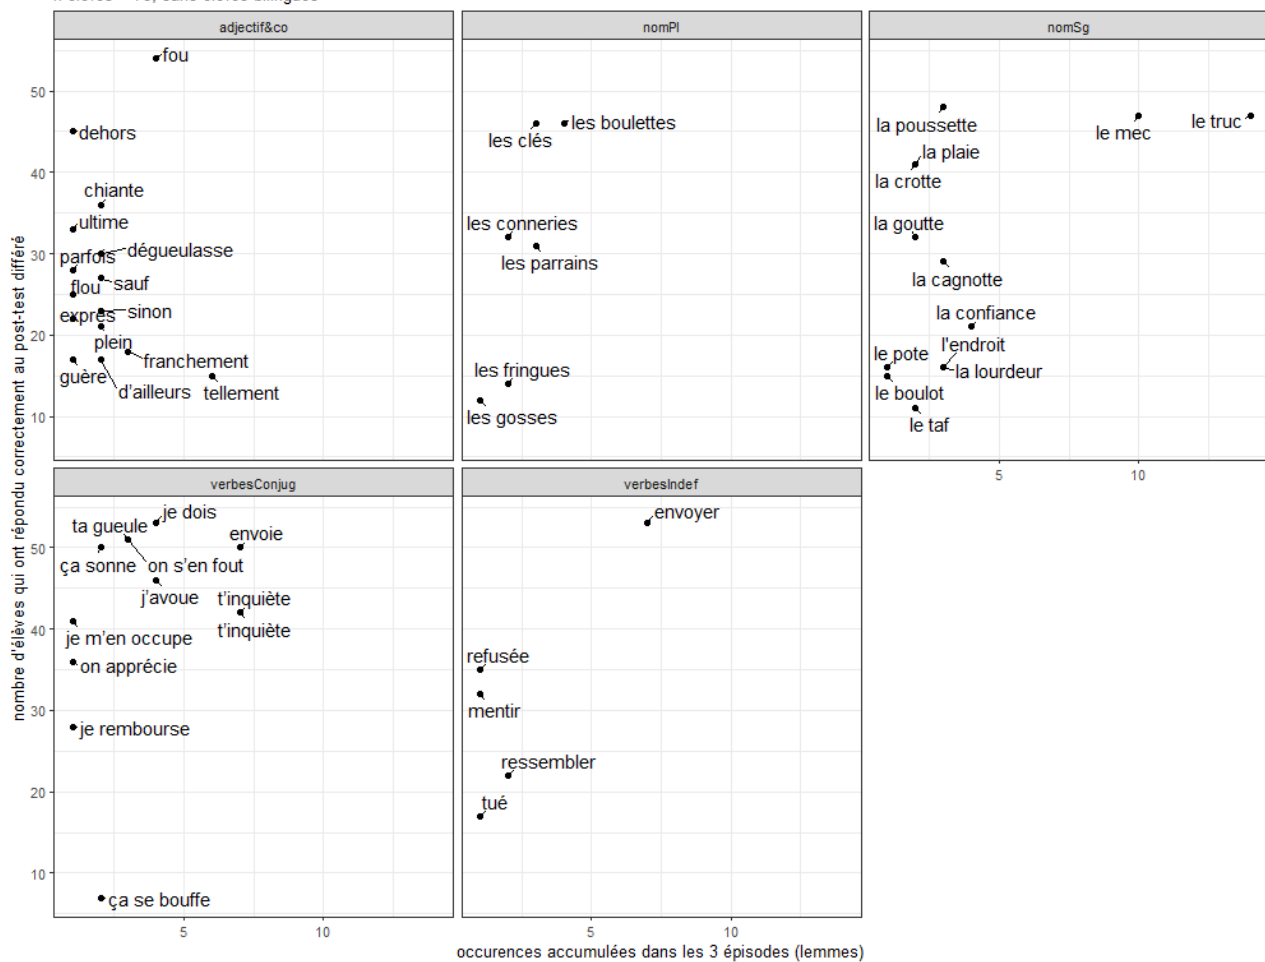 adjectif&co
nomPl
nomSg
fou
dehors
chiante
ultime
dégueulasse
parfois
sauf
flou
sinon
exprès
plein
franchement
guère
d'ailleurs
tellement
les boulettes
les clés
les conneries
les parrains
les fringues
les gosses
la poussette
le mec
le truc
la plaie
la crotte
la goutte
la cagnotte
la confiance
l'endroit
le pote
la lourdeur
le boulot
le taf
50
40
30
20
10
5
10
verbesConjug
verbesIndef
je dois
ta gueule
envoie
ça sonne
on s'en fout
j'avoue
t'inquiète
t'inquiète
je m'en occupe
on apprécie
je rembourse
ça se bouffe
envoyer
refusée
mentir
ressembler
tué
50
40
30
20
10
5
10
5
10
occurences accumulées dans les 3 épisodes (lemmes)
nombre d'élèves qui ont répondu correctement au post-test différé